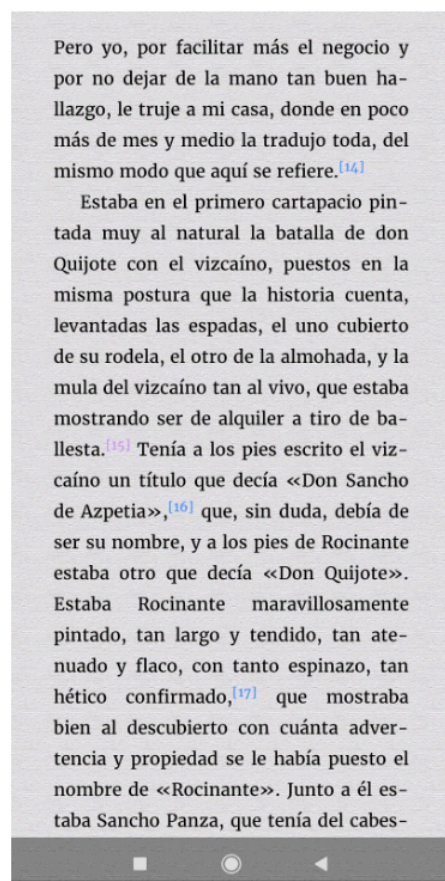 Pero yo, por facilitar más el negocio y
por no dejar de la mano tan buen ha-
llazgo, le truje a mi casa, donde en poco
más de mes y medio la tradujo toda, del
mismo modo que aquí se refiere.[14]
Estaba en el primero cartapacio pin-
tada muy al natural la batalla de don
Quijote con el vizcaíno, puestos en la
misma postura que la historia cuenta,
levantadas las espadas, el uno cubierto
de su rodela, el otro de la almohada, y la
mula del vizcaíno tan al vivo, que estaba
mostrando ser de alquiler a tiro de ba-
llesta.[15] Tenía a los pies escrito el viz-
caíno un título que decía «Don Sancho
de Azpetia»,[16] que, sin duda, debía de
ser su nombre, y a los pies de Rocinante
estaba otro que decía «Don Quijote».
Estaba Rocinante maravillosamente
pintado, tan largo y tendido, tan ate-
nuado y flaco, con tanto espinazo, tan
hético confirmado,[17] que mostraba
bien al descubierto con cuánta adver-
tencia y propiedad se le había puesto el
nombre de «Rocinante». Junto a él es-
taba Sancho Panza, que tenía del cabes-